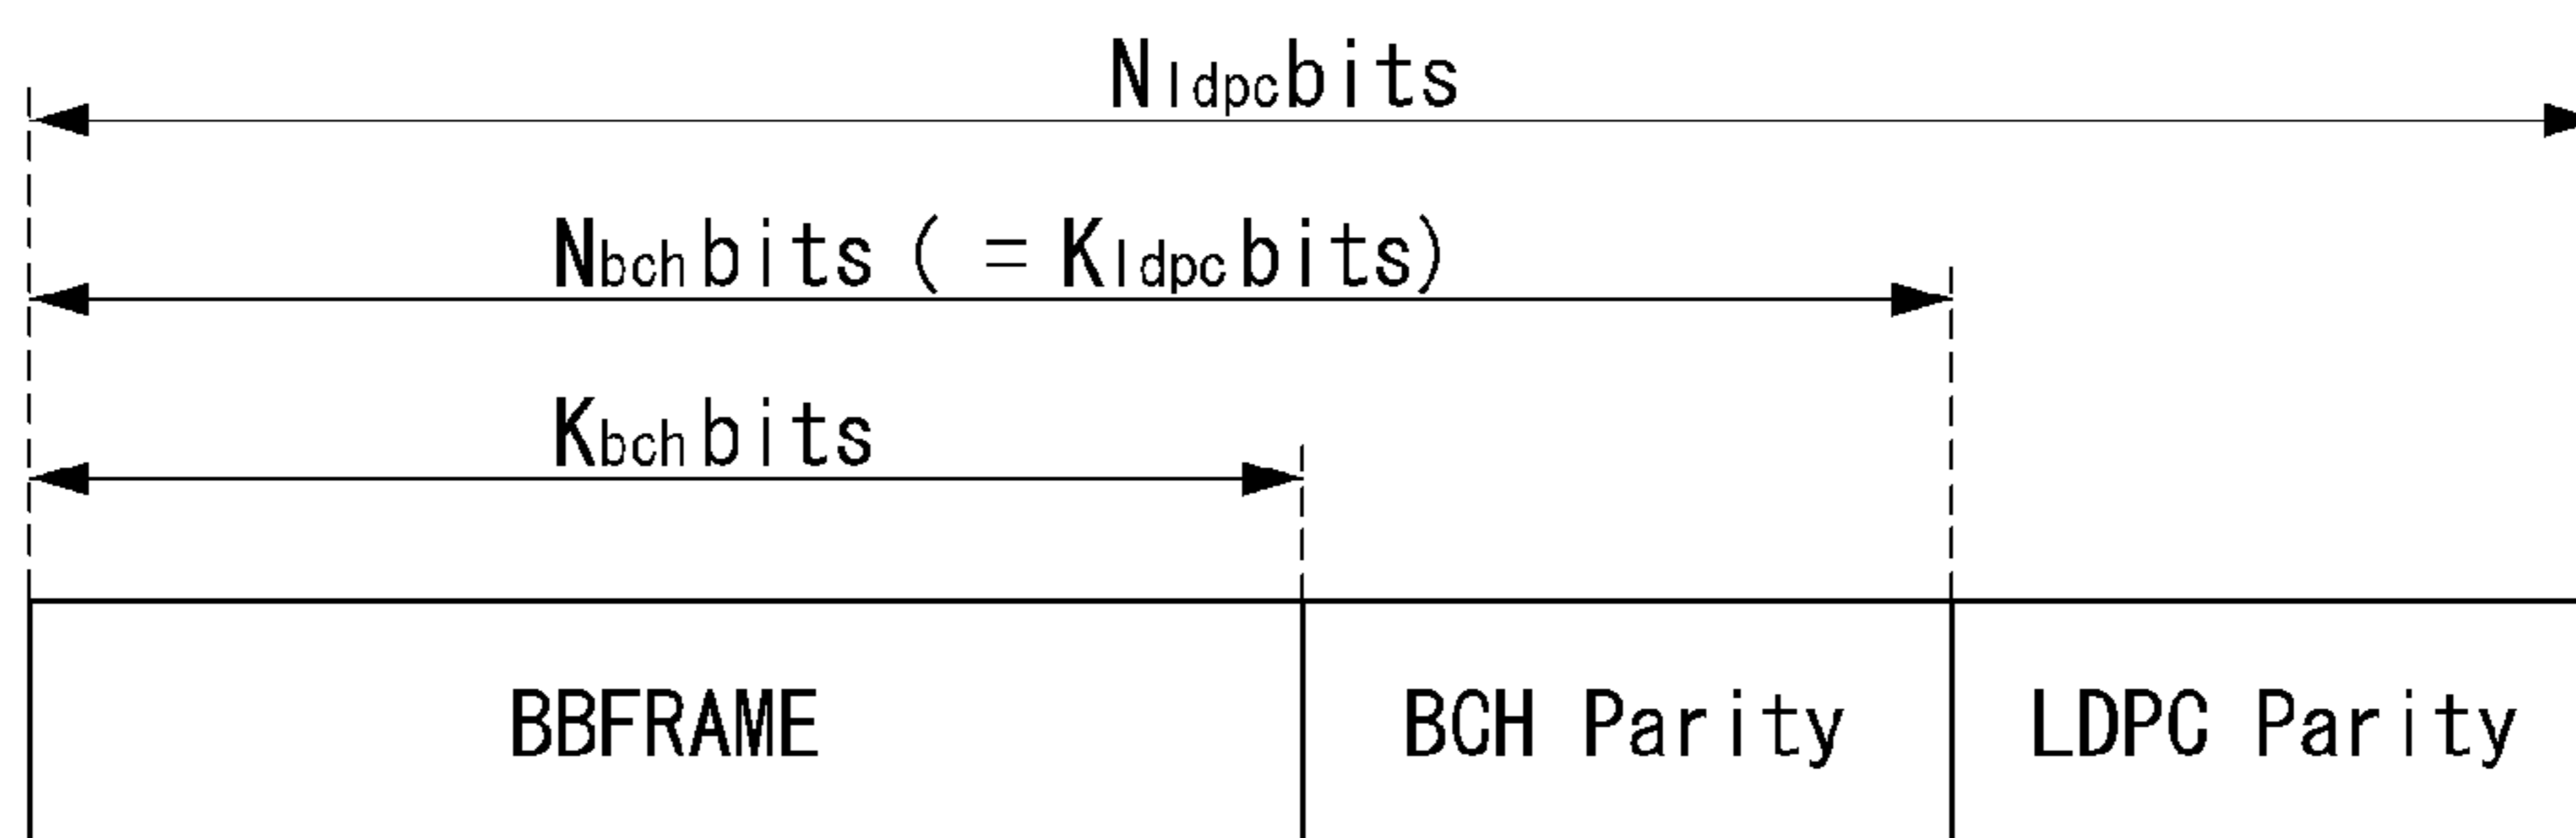 Nldpcbits
Nbchbits ( = Kldpcbits)
Kbchbits
BBFRAME BCH Parity LDPC Parity